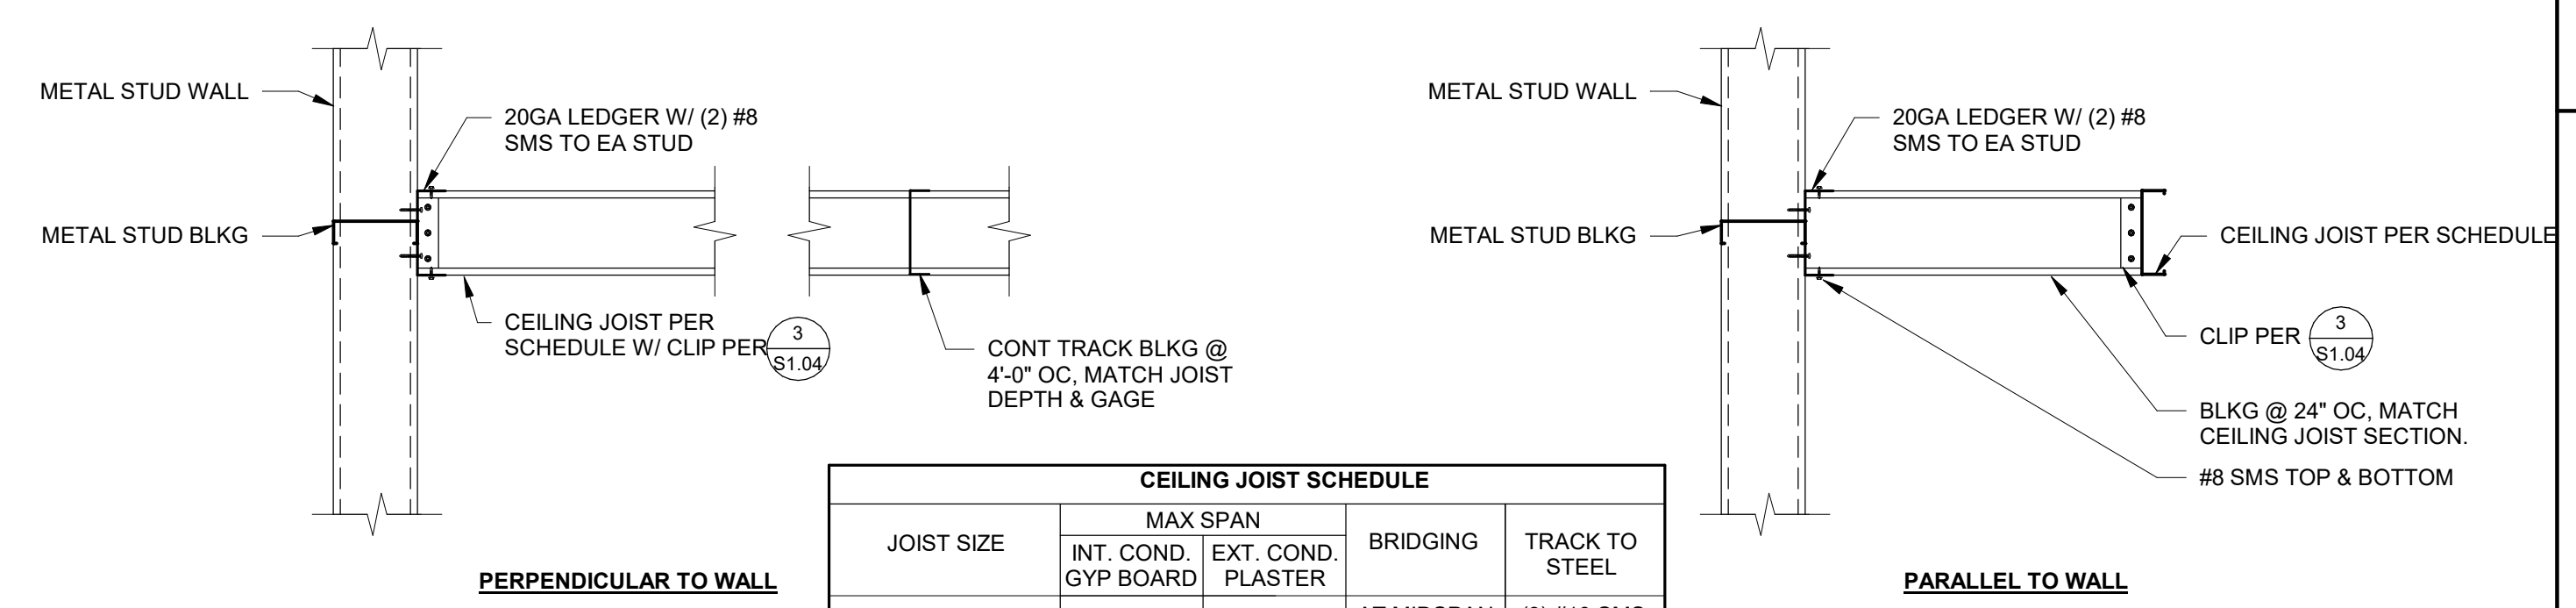 METAL STUD WALL
20GA LEDGER W/ (2) #8
SMS TO EA STUD
METAL STUD BLKG
CEILING JOIST PER
SCHEDULE W/ CLIP PER
3
S1.04
CONT TRACK BLKG @
4'-0" OC, MATCH JOIST
DEPTH & GAGE
PERPENDICULAR TO WALL
CEILING JOIST SCHEDULE
JOIST SIZE
MAX SPAN
INT. COND.
GYP BOARD
EXT. COND.
PLASTER
BRIDGING
TRACK TO
STEEL
METAL STUD WALL
20GA LEDGER W/ (2) #8
SMS TO EA STUD
METAL STUD BLKG
CEILING JOIST PER SCHEDULE
CLIP PER
3
S1.04
BLKG @ 24" OC, MATCH
CEILING JOIST SECTION.
#8 SMS TOP & BOTTOM
PARALLEL TO WALL